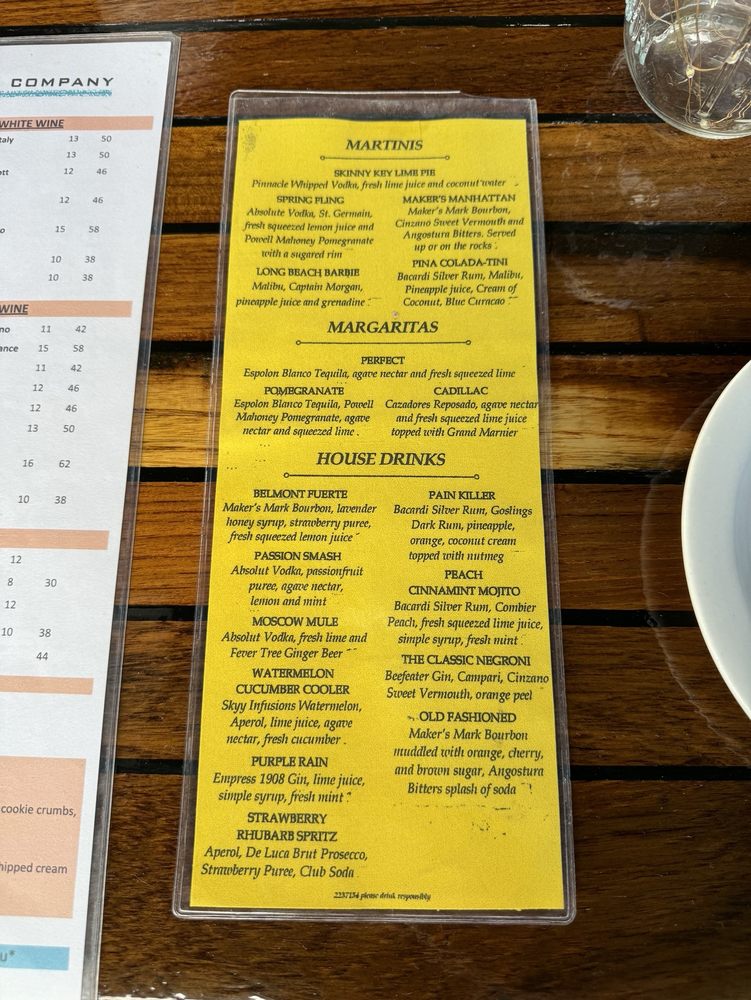 COMPANY
WHITE WINE
13 50
13 50
12 46
12 46
15 58
10 38
10 38
WINE
11 42
15 58
11 42
12 46
12 46
13 50
16 62
10 38
12
8 30
12
10 38
44
cookie crumbs,
hipped cream
MARTINIS
SKINNY KEY LIME PIE
Pinnacle Whipped Vodka, fresh lime juice and coconut water
SPRING FLING
Absolute Vodka, St. Germain,
fresh squeezed lemon juice and
Powell Mahoney Pomegranate
with a sugared rim
LONG BEACH BARBIE
Malibu, Captain Morgan,
pineapple juice and grenadine
MAKER'S MANHATTAN
Maker's Mark Bourbon,
Cinzano Sweet Vermouth and
Angostura Bitters. Served
up or on the rocks
PINA COLADA-TINI
Bacardi Silver Rum, Malibu,
Pineapple juice, Cream of
Coconut, Blue Curacao
MARGARITAS
PERFECT
Espolon Blanco Tequila, agave nectar and fresh squeezed lime
POMEGRANATE
Espolon Blanco Tequila, Powell
Mahoney Pomegranate, agave
nectar and squeezed lime.
CADILLAC
Cazadores Reposado, agave nectar
and fresh squeezed lime juice
topped with Grand Marnier
HOUSE DRINKS
BELMONT FUERTE
Maker's Mark Bourbon, lavender
honey syrup, strawberry puree,
fresh squeezed lemon juice
PASSION SMASH
Absolut Vodka, passionfruit
puree, agave nectar,
lemon and mint
MOSCOW MULE
Absolut Vodka, fresh lime and
Fever Tree Ginger Beer
WATERMELON
CUCUMBER COOLER
Skyy Infusions Watermelon,
Aperol, lime juice, agave
nectar, fresh cucumber
PURPLE RAIN
Empress 1908 Gin, lime juice,
simple syrup, fresh mint
STRAWBERRY
RHUBARB SPRITZ
Aperol, De Luca Brut Prosecco,
Strawberry Puree, Club Soda
PAIN KILLER
Bacardi Silver Rum, Goslings
Dark Rum, pineapple,
orange, coconut cream
topped with nutmeg
PEACH
CINNAMINT MOJITO
Bacardi Silver Rum, Combier
Peach, fresh squeezed lime juice,
simple syrup, fresh mint
THE CLASSIC NEGRONI
Beefeater Gin, Campari, Cinzano
Sweet Vermouth, orange peel
OLD FASHIONED
Maker's Mark Bourbon
muddled with orange, cherry,
and brown sugar, Angostura
Bitters splash of soda
2237134 please drink responsibly